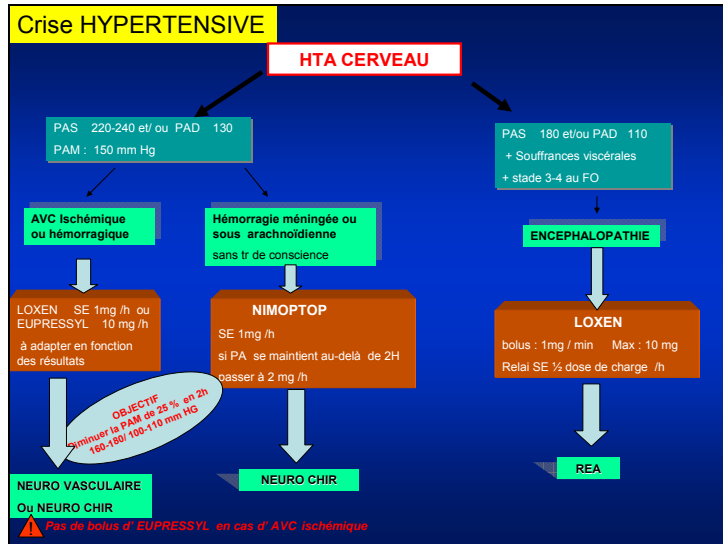 Crise HYPERTENSIVE
HTA CERVEAU
PAS 220-240 et/ ou PAD 130
PAM : 150 mm Hg
PAS 180 et/ou PAD 110
+ Souffrances viscérales
+ stade 3-4 au FO
AVC Ischémique
ou hémorragique
Hémorragie méningée ou
sous arachnoïdienne
sans tr de conscience
ENCEPHALOPATHIE
LOXEN SE 1mg /h ou
EUPRESSYL 10 mg /h
à adapter en fonction
des résultats
NIMOPTOP
SE 1mg /h
si PA se maintient au-delà de 2H
passer à 2 mg /h
LOXEN
bolus : 1mg / min Max : 10 mg
Relai SE ½ dose de charge /h
OBJECTIF
Diminuer la PAM de 25 % en 2h
160-180/ 100-110 mm HG
NEURO VASCULAIRE
Ou NEURO CHIR
NEURO CHIR
REA
Pas de bolus d' EUPRESSYL en cas d' AVC ischémique